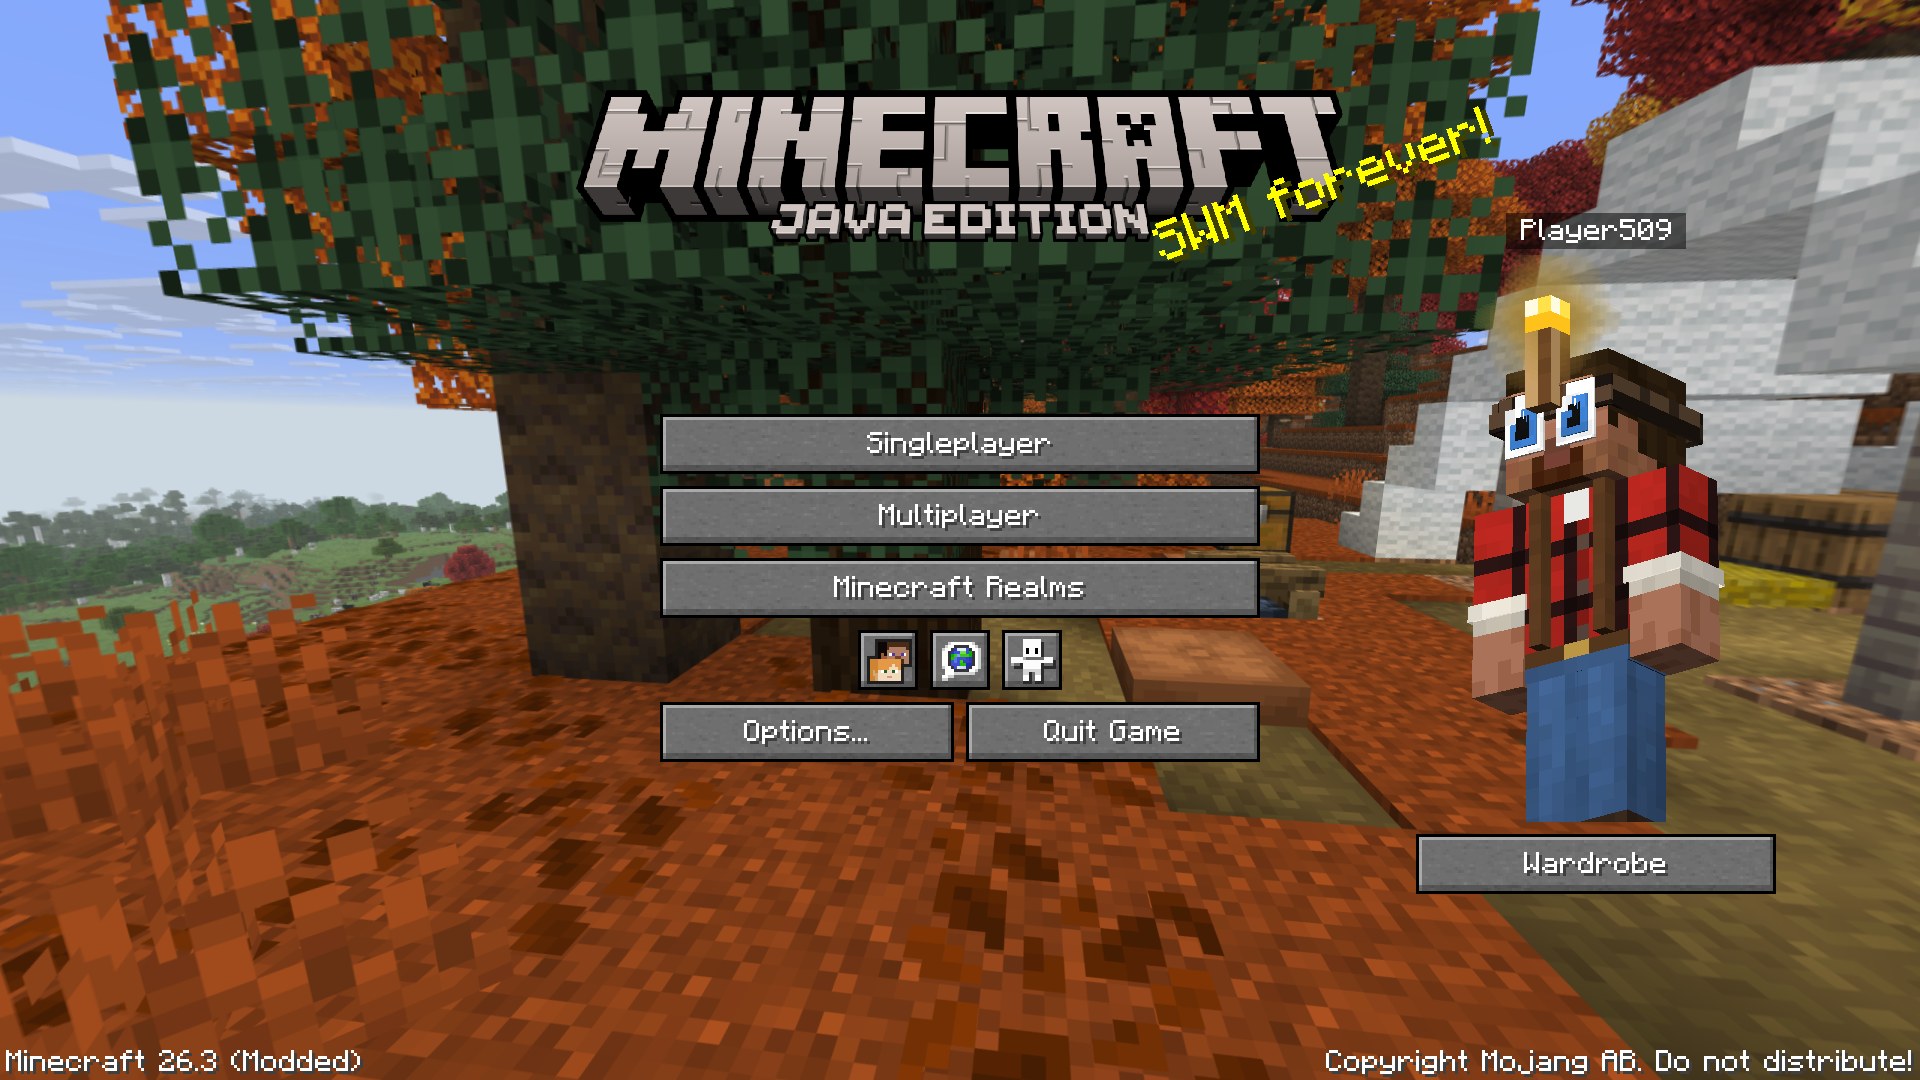 MINECRAFT
JAVA EDITION
SWM forever!
Player509
Singleplayer
Multiplayer
Minecraft Realms
Options...
Quit Game
Wardrobe
Minecraft 26.3 (Modded)
Copyright Mojang AB. Do not distribute!